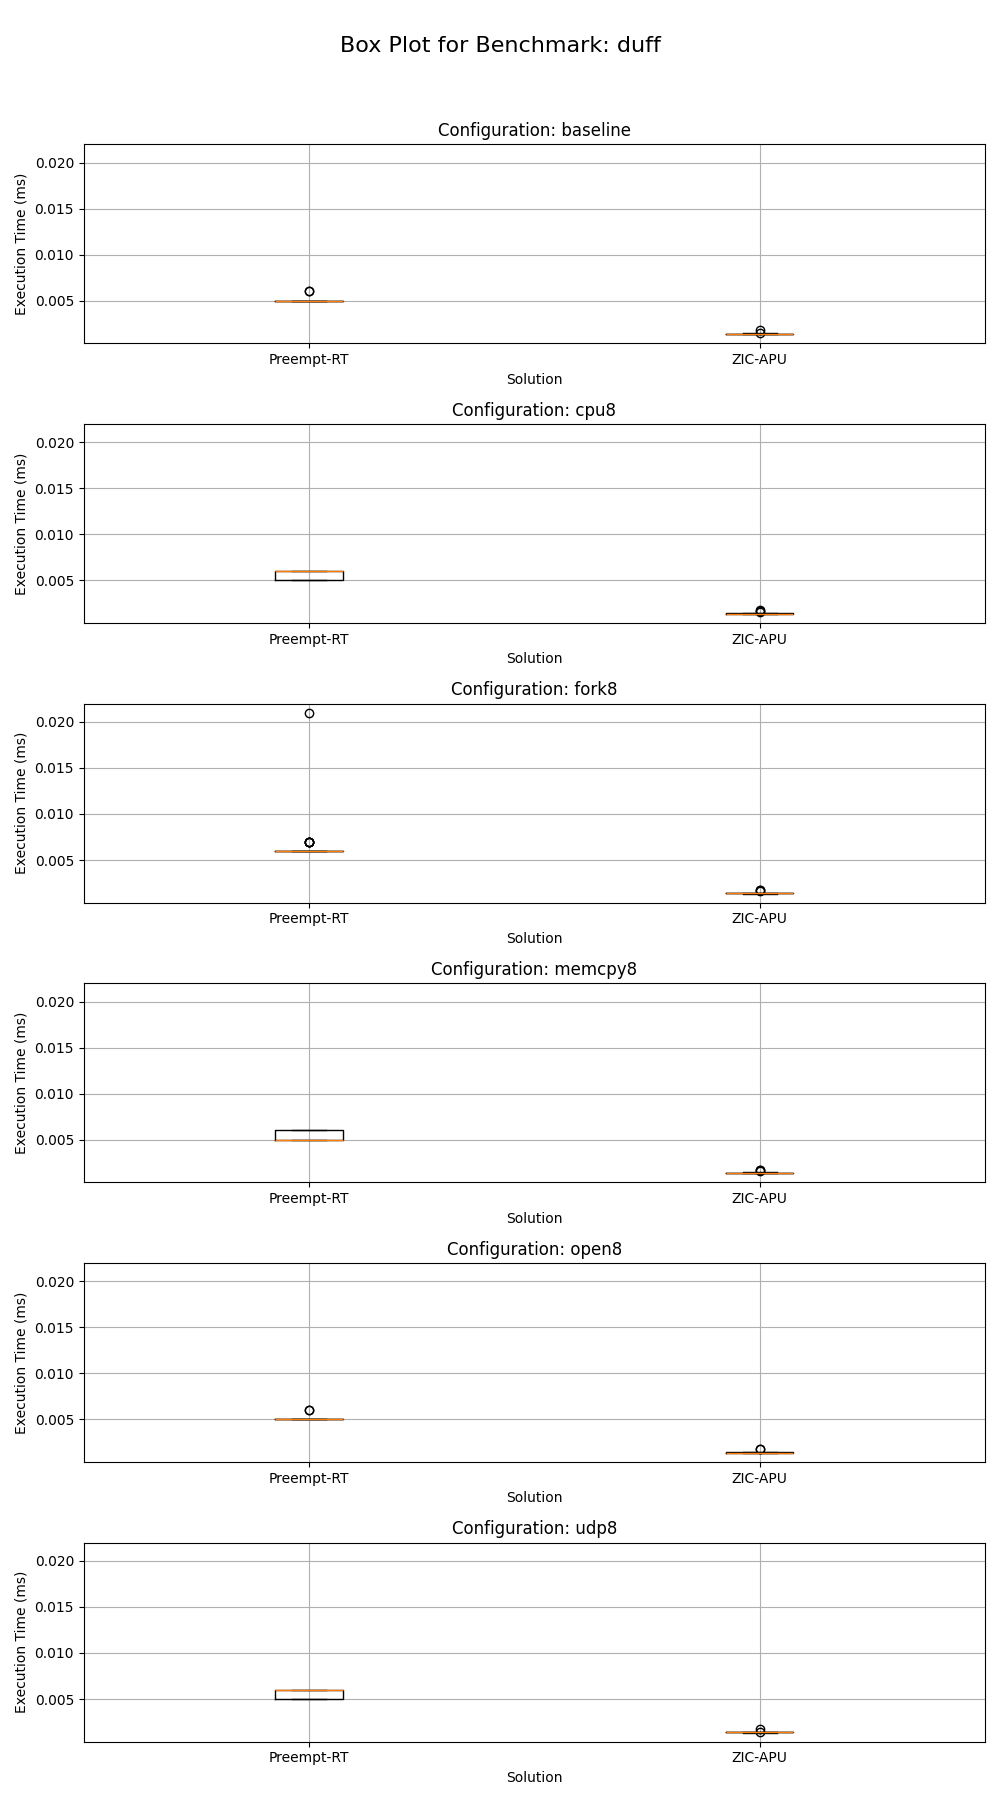 Box Plot for Benchmark: duff
Configuration: baseline
0.020
0.015
0.010
0.005
Execution Time (ms)
Preempt-RT
ZIC-APU
Solution
Configuration: cpu8
0.020
0.015
0.010
0.005
Execution Time (ms)
Preempt-RT
ZIC-APU
Solution
Configuration: fork8
0.020
0.015
0.010
0.005
Execution Time (ms)
Preempt-RT
ZIC-APU
Solution
Configuration: memcpy8
0.020
0.015
0.010
0.005
Execution Time (ms)
Preempt-RT
ZIC-APU
Solution
Configuration: open8
0.020
0.015
0.010
0.005
Execution Time (ms)
Preempt-RT
ZIC-APU
Solution
Configuration: udp8
0.020
0.015
0.010
0.005
Execution Time (ms)
Preempt-RT
ZIC-APU
Solution